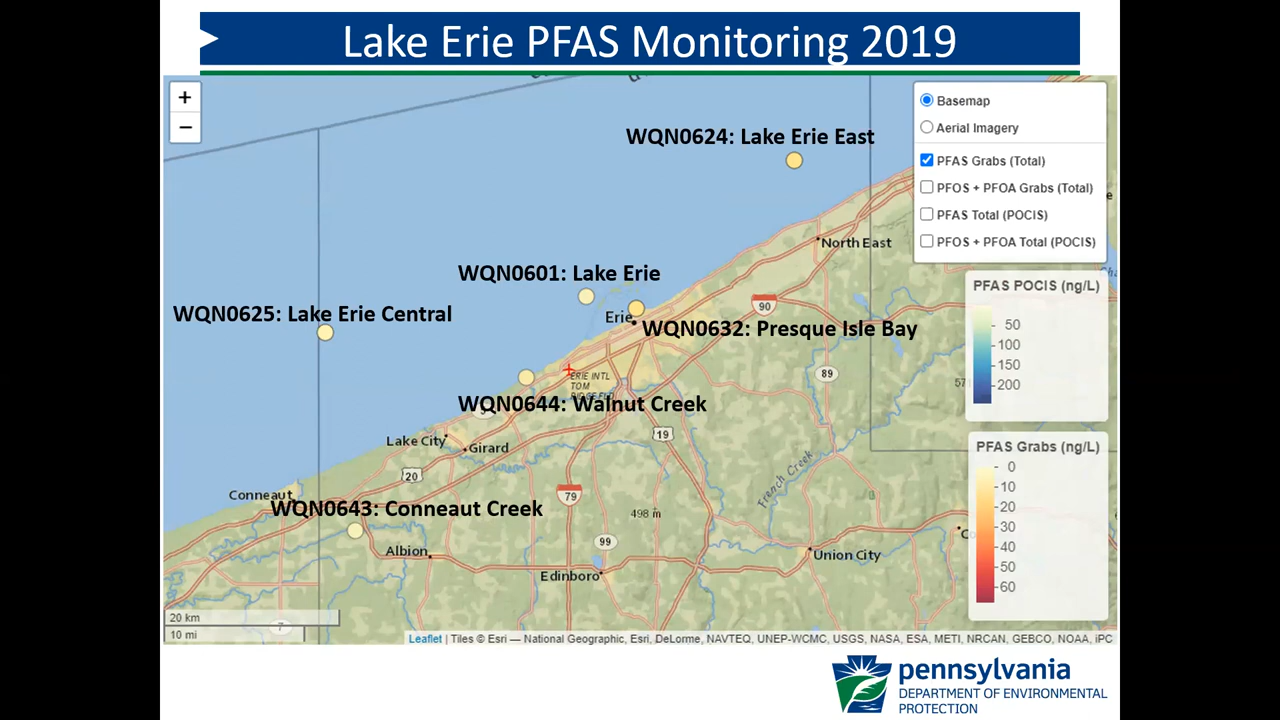 Lake Erie PFAS Monitoring 2019
+
−
Basemap
Aerial Imagery
PFAS Grabs (Total)
PFOS + PFOA Grabs (Total)
PFAS Total (POCIS)
PFOS + PFOA Total (POCIS)
WQN0624: Lake Erie East
North East
WQN0601: Lake Erie
WQN0625: Lake Erie Central
Erie
WQN0632: Presque Isle Bay
90
89
PFAS POCIS (ng/L)
50
100
150
200
ERIE INTL
TOM
WQN0644: Walnut Creek
Lake City
Girard
19
20
French Creek
PFAS Grabs (ng/L)
0
10
20
30
40
50
60
Conneaut
WQN0643: Conneaut Creek
79
498 m
99
Albion
Edinboro
Union City
20 km
10 mi
7
Leaflet | Tiles © Esri — National Geographic, Esri, DeLorme, NAVTEQ, UNEP-WCMC, USGS, NASA, ESA, METI, NRCAN, GEBCO, NOAA, iPC
pennsylvania
DEPARTMENT OF ENVIRONMENTAL
PROTECTION